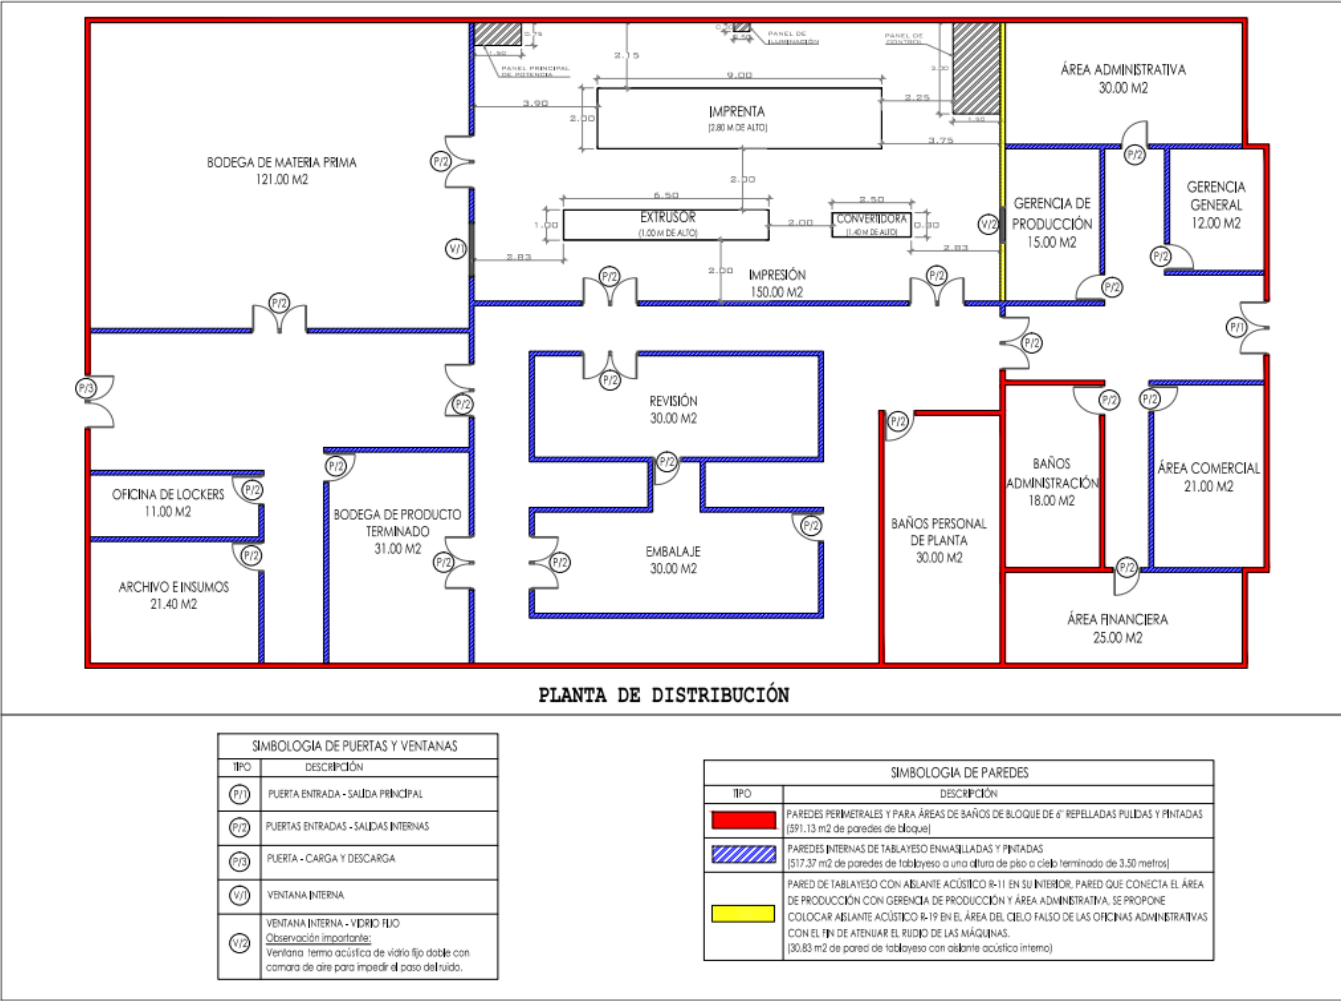 0.75
1.90
PANEL PRINCIPAL
DE POTENCIA
2.15
PANEL DE
ILUMINACIÓN
PANEL DE
CONTROL
3.00
1.50
9.00
3.90
2.00
IMPRENTA
(2.80 M DE ALTO)
2.25
3.75
2.00
6.50
1.00
EXTRUSOR
(1.00 M DE ALTO)
2.00
2.50
CONVERTIDORA
(1.40 M DE ALTO)
2.83
2.83
2.00
IMPRESIÓN
150.00 M2
BODEGA DE MATERIA PRIMA
121.00 M2
P/2
V/1
P/2
P/2
P/2
V/2
ÁREA ADMINISTRATIVA
30.00 M2
P/2
GERENCIA DE
PRODUCCIÓN
15.00 M2
GERENCIA
GENERAL
12.00 M2
P/2
P/2
P/2
P/1
P/3
P/2
P/2
REVISIÓN
30.00 M2
P/2
P/2
P/2
P/2
OFICINA DE LOCKERS
11.00 M2
P/2
P/2
BODEGA DE PRODUCTO
TERMINADO
31.00 M2
P/2
ARCHIVO E INSUMOS
21.40 M2
P/2
P/2
EMBALAJE
30.00 M2
P/2
BAÑOS PERSONAL
DE PLANTA
30.00 M2
BAÑOS
ADMINISTRACIÓN
18.00 M2
ÁREA COMERCIAL
21.00 M2
P/2
ÁREA FINANCIERA
25.00 M2
PLANTA DE DISTRIBUCIÓN
SIMBOLOGIA DE PUERTAS Y VENTANAS
TIPO DESCRIPCIÓN
P/1 PUERTA ENTRADA - SALIDA PRINCIPAL
P/2 PUERTAS ENTRADAS - SALIDAS INTERNAS
P/3 PUERTA - CARGA Y DESCARGA
V/1 VENTANA INTERNA
V/2 VENTANA INTERNA - VIDRIO FIJO
Observación importante:
Ventana termo acústica de vidrio fijo doble con
camara de aire para impedir el paso del ruido.
SIMBOLOGIA DE PAREDES
TIPO DESCRIPCIÓN
PAREDES PERIMETRALES Y PARA ÁREAS DE BAÑOS DE BLOQUE DE 6" REPELLADAS PULIDAS Y PINTADAS
(591.13 m2 de paredes de bloque)
PAREDES INTERNAS DE TABLAYESO ENMASILLADAS Y PINTADAS
(517.37 m2 de paredes de tablayeso a una altura de piso a cielo terminado de 3.50 metros)
PARED DE TABLAYESO CON AISLANTE ACÚSTICO R-11 EN SU INTERIOR, PARED QUE CONECTA EL ÁREA
DE PRODUCCIÓN CON GERENCIA DE PRODUCCIÓN Y ÁREA ADMINISTRATIVA, SE PROPONE
COLOCAR AISLANTE ACÚSTICO R-19 EN EL ÁREA DEL CIELO FALSO DE LAS OFICINAS ADMINISTRATIVAS
CON EL FIN DE ATENUAR EL RUDIO DE LAS MÁQUINAS.
(30.83 m2 de pared de tablayeso con aislante acústico interno)